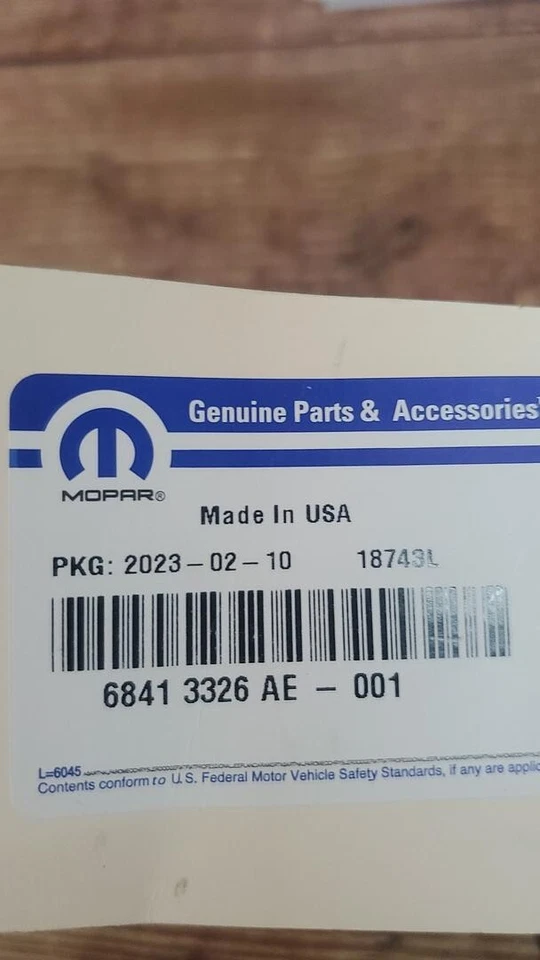 Genuine Parts & Accessories
MOPAR®
Made In USA
PKG: 2023-02-10 18743L
6841 3326 AE - 001
L=6045
Contents conform to U.S. Federal Motor Vehicle Safety Standards, if any are